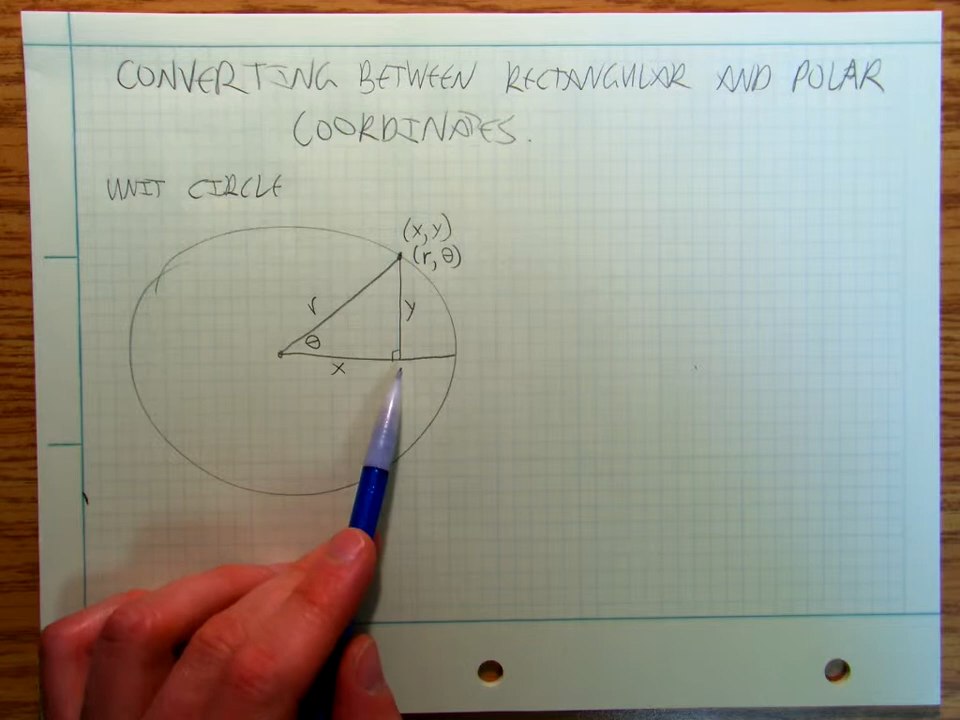 CONVERTING BETWEEN RECTANGULAR AND POLAR
COORDINATES.
UNIT CIRCLE
(x, y)
(r, θ)
r
y
θ
x